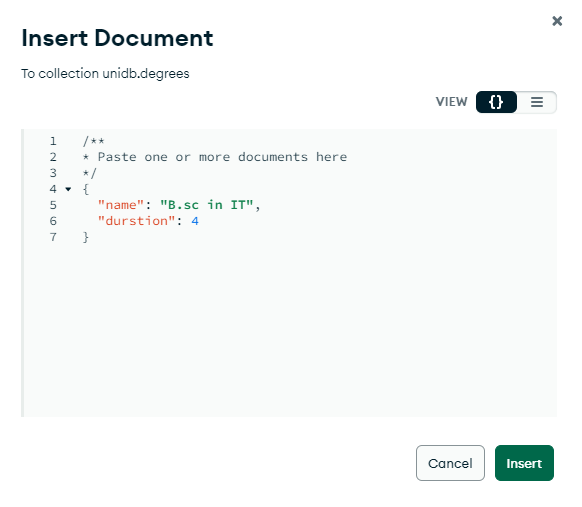 Insert Document
To collection unidb.degrees
VIEW {}
1 /**
2 * Paste one or more documents here
3 */
4 {
5 "name": "B.sc in IT",
6 "durstion": 4
7 }
Cancel Insert